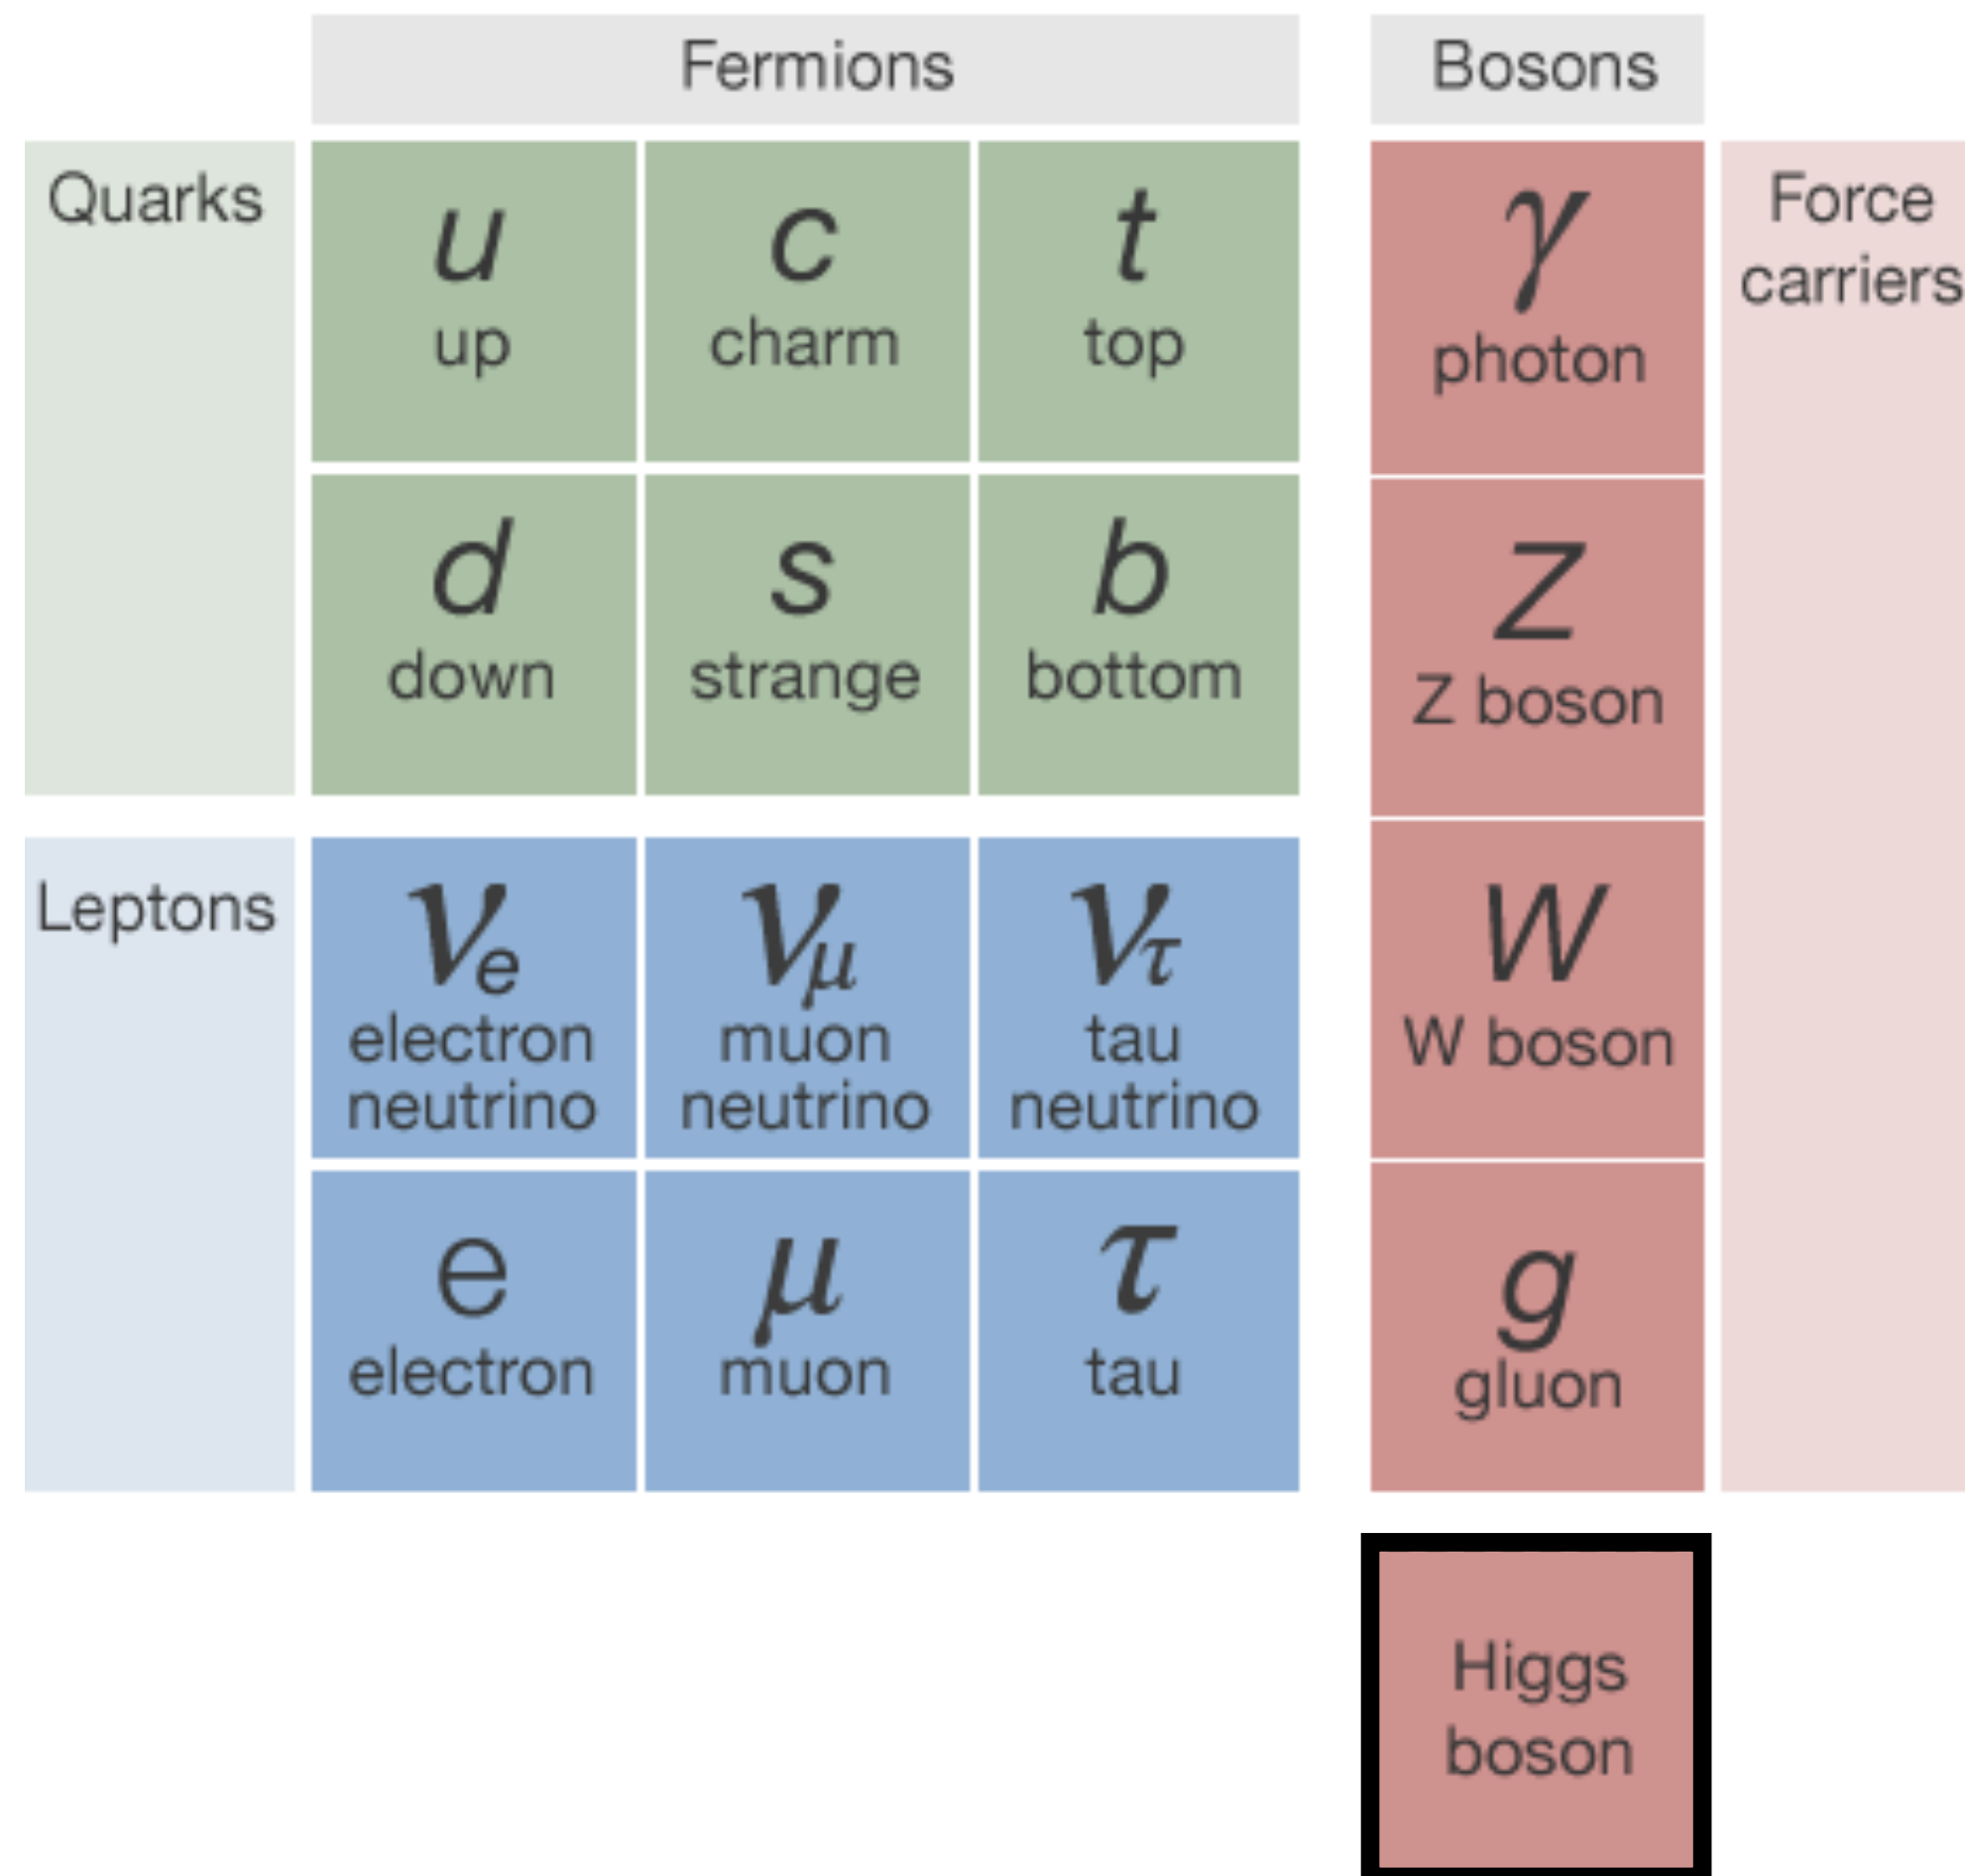 Fermions
Bosons
Quarks
u
up
c
charm
t
top
γ
photon
Force
carriers
d
down
s
strange
b
bottom
Z
Z boson
Leptons
νe
electron
neutrino
νμ
muon
neutrino
ντ
tau
neutrino
W
W boson
e
electron
μ
muon
τ
tau
g
gluon
Higgs
boson